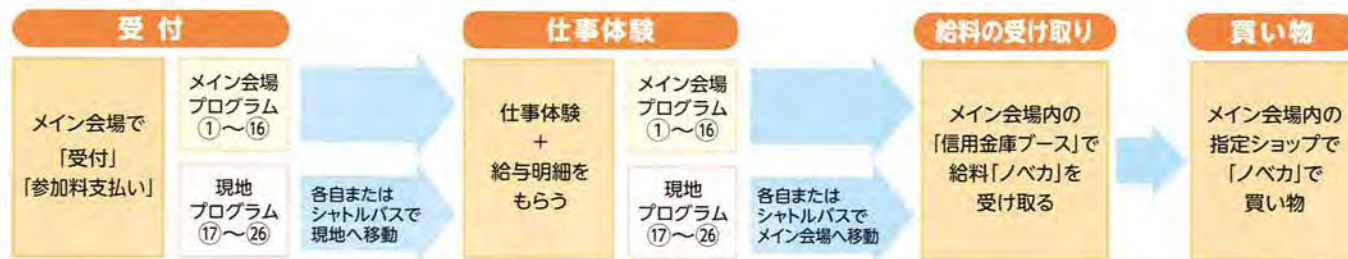 受付
メイン会場で
「受付」
「参加料支払い」
メイン会場
プログラム
①〜⑯
現地
プログラム
⑰〜㉖
各自または
シャトルバスで
現地へ移動
仕事体験
仕事体験
+
給与明細を
もらう
メイン会場
プログラム
①〜⑯
現地
プログラム
⑰〜㉖
各自または
シャトルバスで
メイン会場へ移動
給料の受け取り
メイン会場内の
「信用金庫ブース」で
給料「ノベカ」を
受け取る
買い物
メイン会場内の
指定ショップで
「ノベカ」で
買い物